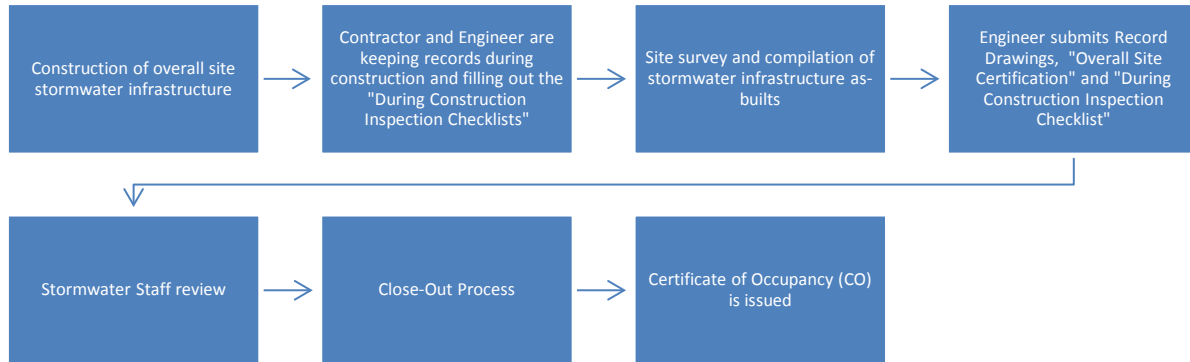 Construction of overall site
stormwater infrastructure
Contractor and Engineer are
keeping records during
construction and filling out the
"During Construction
Inspection Checklists"
Site survey and compilation of
stormwater infrastructure as-
builts
Engineer submits Record
Drawings, "Overall Site
Certification" and "During
Construction Inspection
Checklist"
Stormwater Staff review
Close-Out Process
Certificate of Occupancy (CO)
is issued